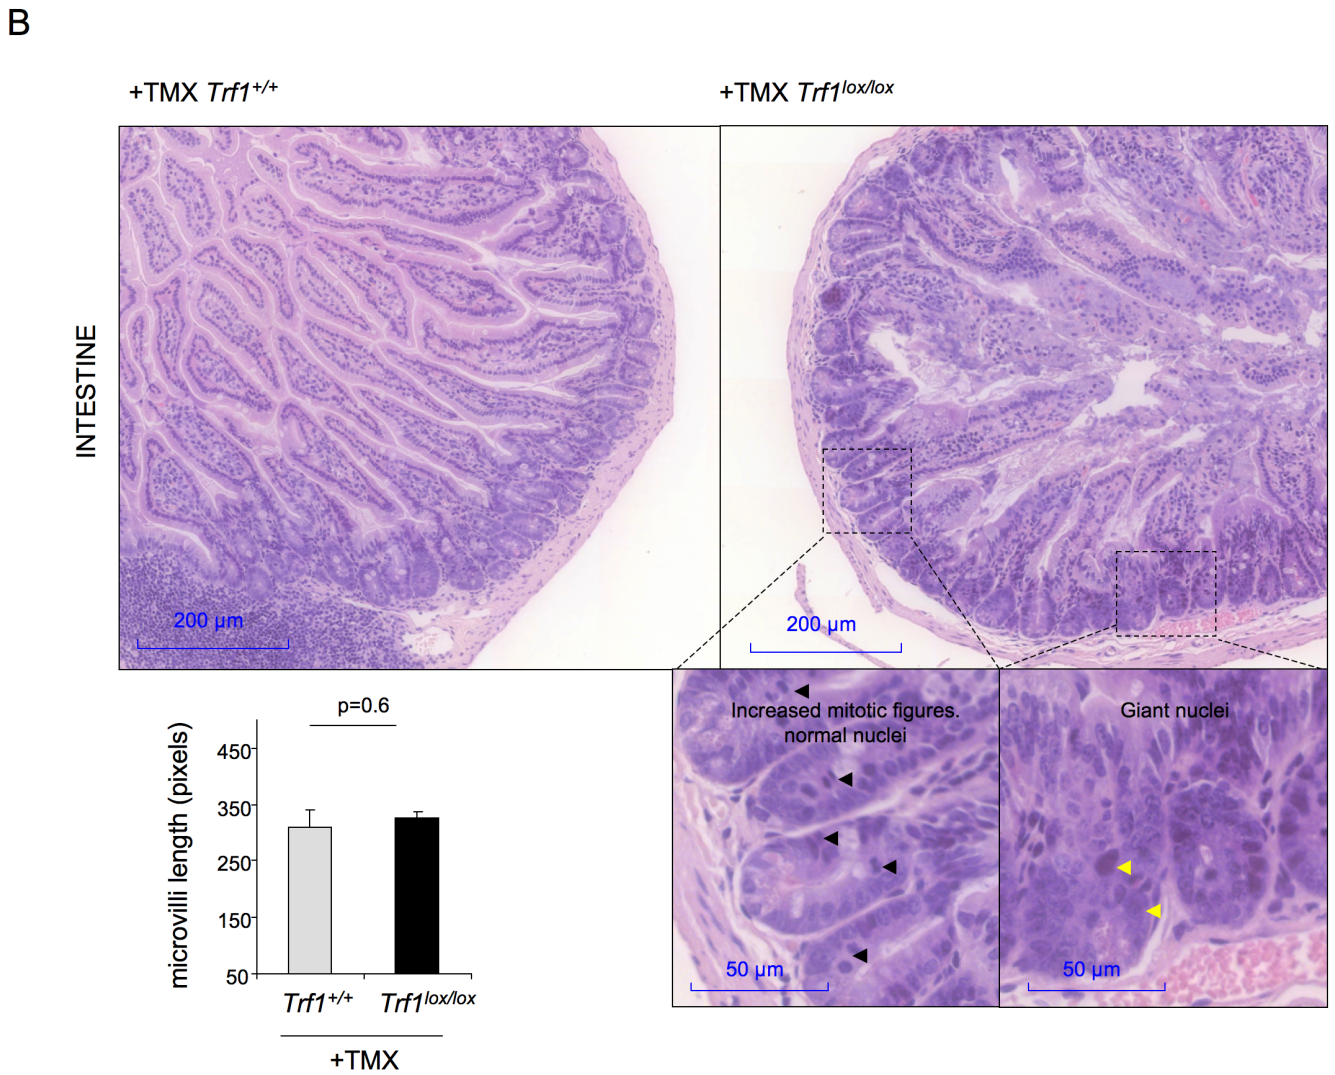 B
+TMX Trf1+/+
+TMX Trf1lox/lox
INTESTINE
200 µm
200 µm
Increased mitotic figures.
normal nuclei
Giant nuclei
50 µm
50 µm
p=0.6
microvilli length (pixels)
450
350
250
150
50
Trf1+/+
Trf1lox/lox
+TMX